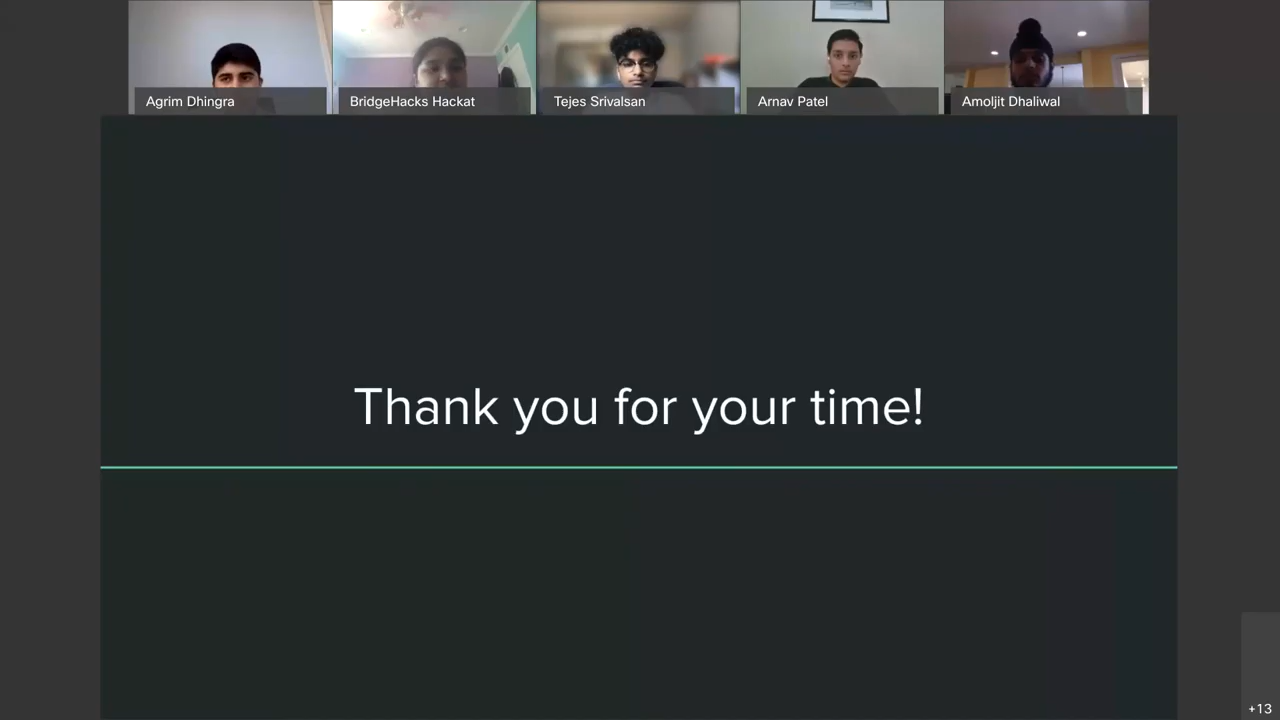 Agrim Dhingra
BridgeHacks Hackat
Tejes Srivalsan
Arnav Patel
Amoljit Dhaliwal
Thank you for your time!
+13